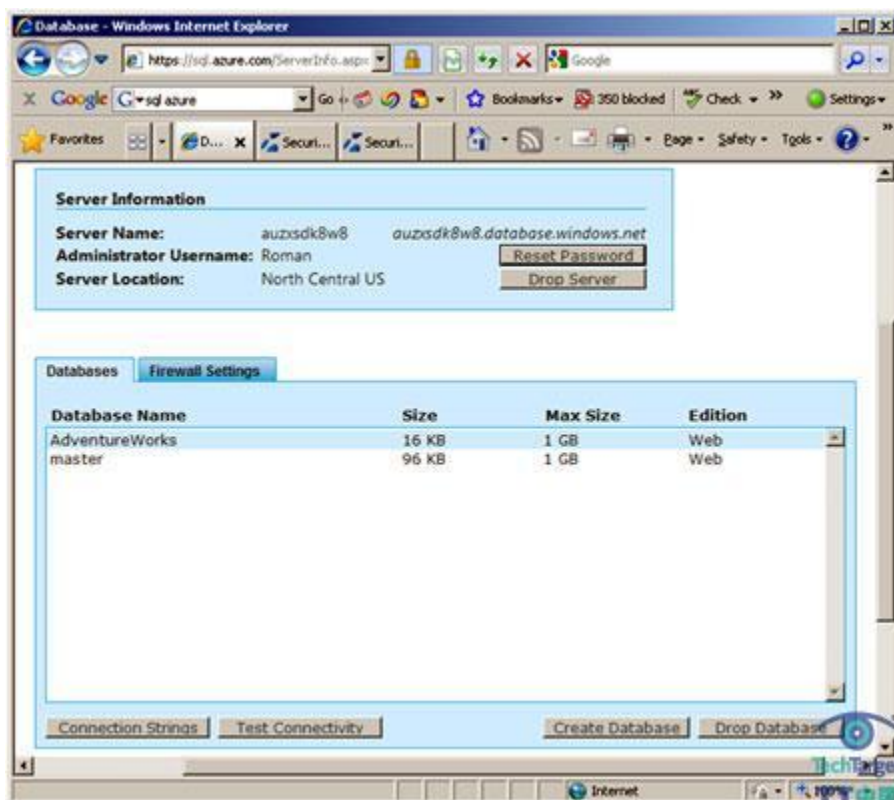 Database - Windows Internet Explorer
https://sql.azure.com/ServerInfo.aspx Google
Google sql azure Go Bookmarks 350 blocked Check Settings
Favorites D... Securi... Securi... Page Safety Tools
Server Information
Server Name: auzxsdk8w8 auzxsdk8w8.database.windows.net
Administrator Username: Roman Reset Password
Server Location: North Central US Drop Server
Databases Firewall Settings
Database Name Size Max Size Edition
AdventureWorks 16 KB 1 GB Web
master 96 KB 1 GB Web
Connection Strings Test Connectivity Create Database Drop Database
Internet 100%